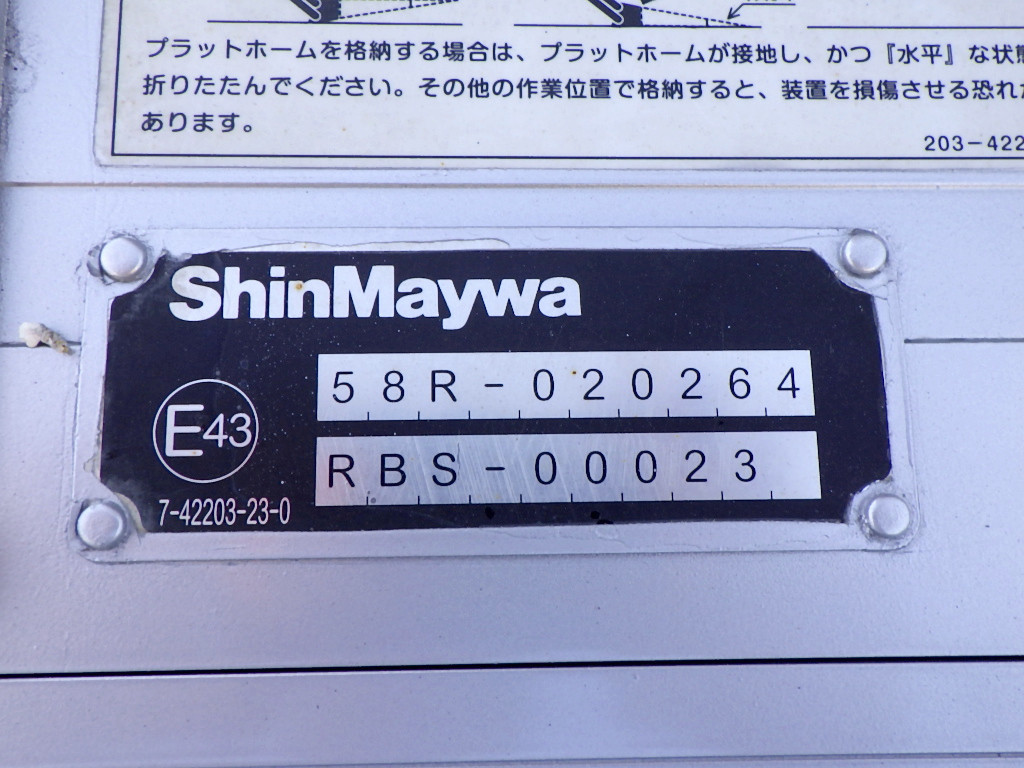 プラットホームを格納する場合は、プラットホームが接地し、かつ『水平』な状態
折りたたんでください。その他の作業位置で格納すると、装置を損傷させる恐れが
あります。
203-422
ShinMaywa
58R-020264
E43
RBS-00023
7-42203-23-0